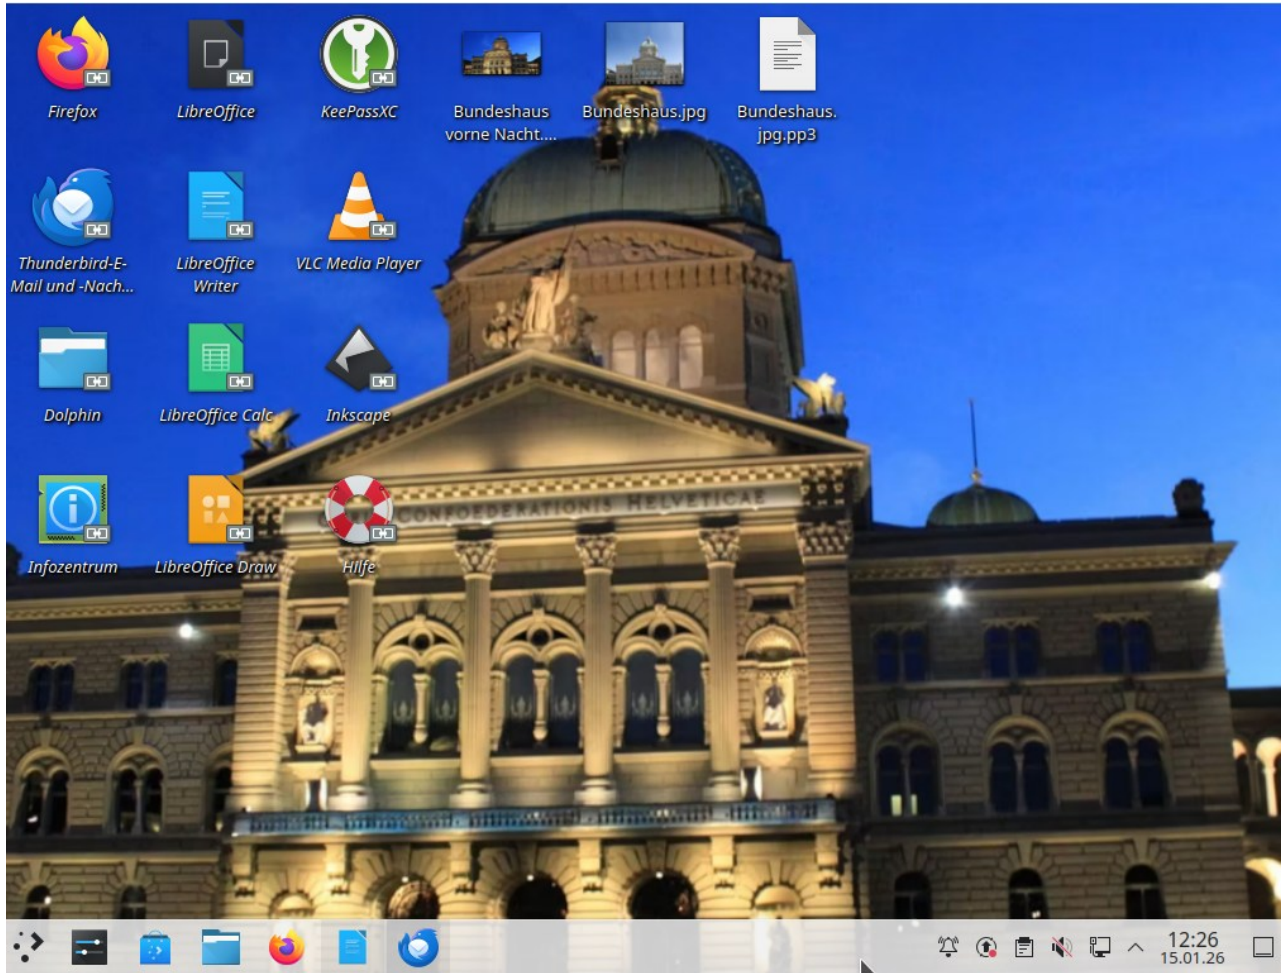 Firefox
LibreOffice
KeePassXC
Bundeshaus
vorne Nacht....
Bundeshaus.jpg
Bundeshaus.
jpg.pp3
Thunderbird-E-
Mail und -Nach...
LibreOffice
Writer
VLC Media Player
Dolphin
LibreOffice Calc
Inkscape
Infozentrum
LibreOffice Draw
Hilfe
CONFOEDERATIONIS HELVETICAE
12:26
15.01.26